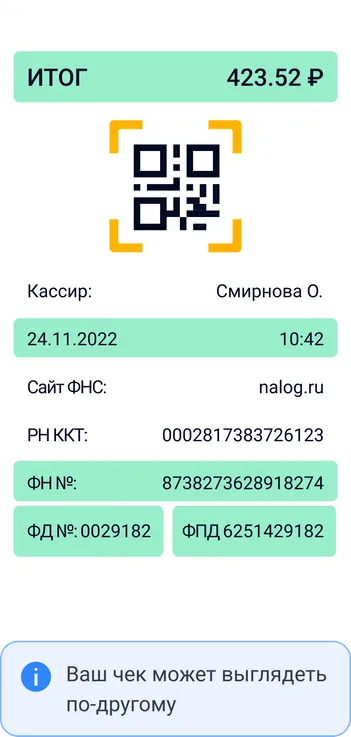 ИТОГ 423.52 ₽
Кассир: Смирнова О.
24.11.2022 10:42
Сайт ФНС: nalog.ru
РН ККТ: 0002817383726123
ФН №: 8738273628918274
ФД №: 0029182 ФПД 6251429182
Ваш чек может выглядеть
по-другому